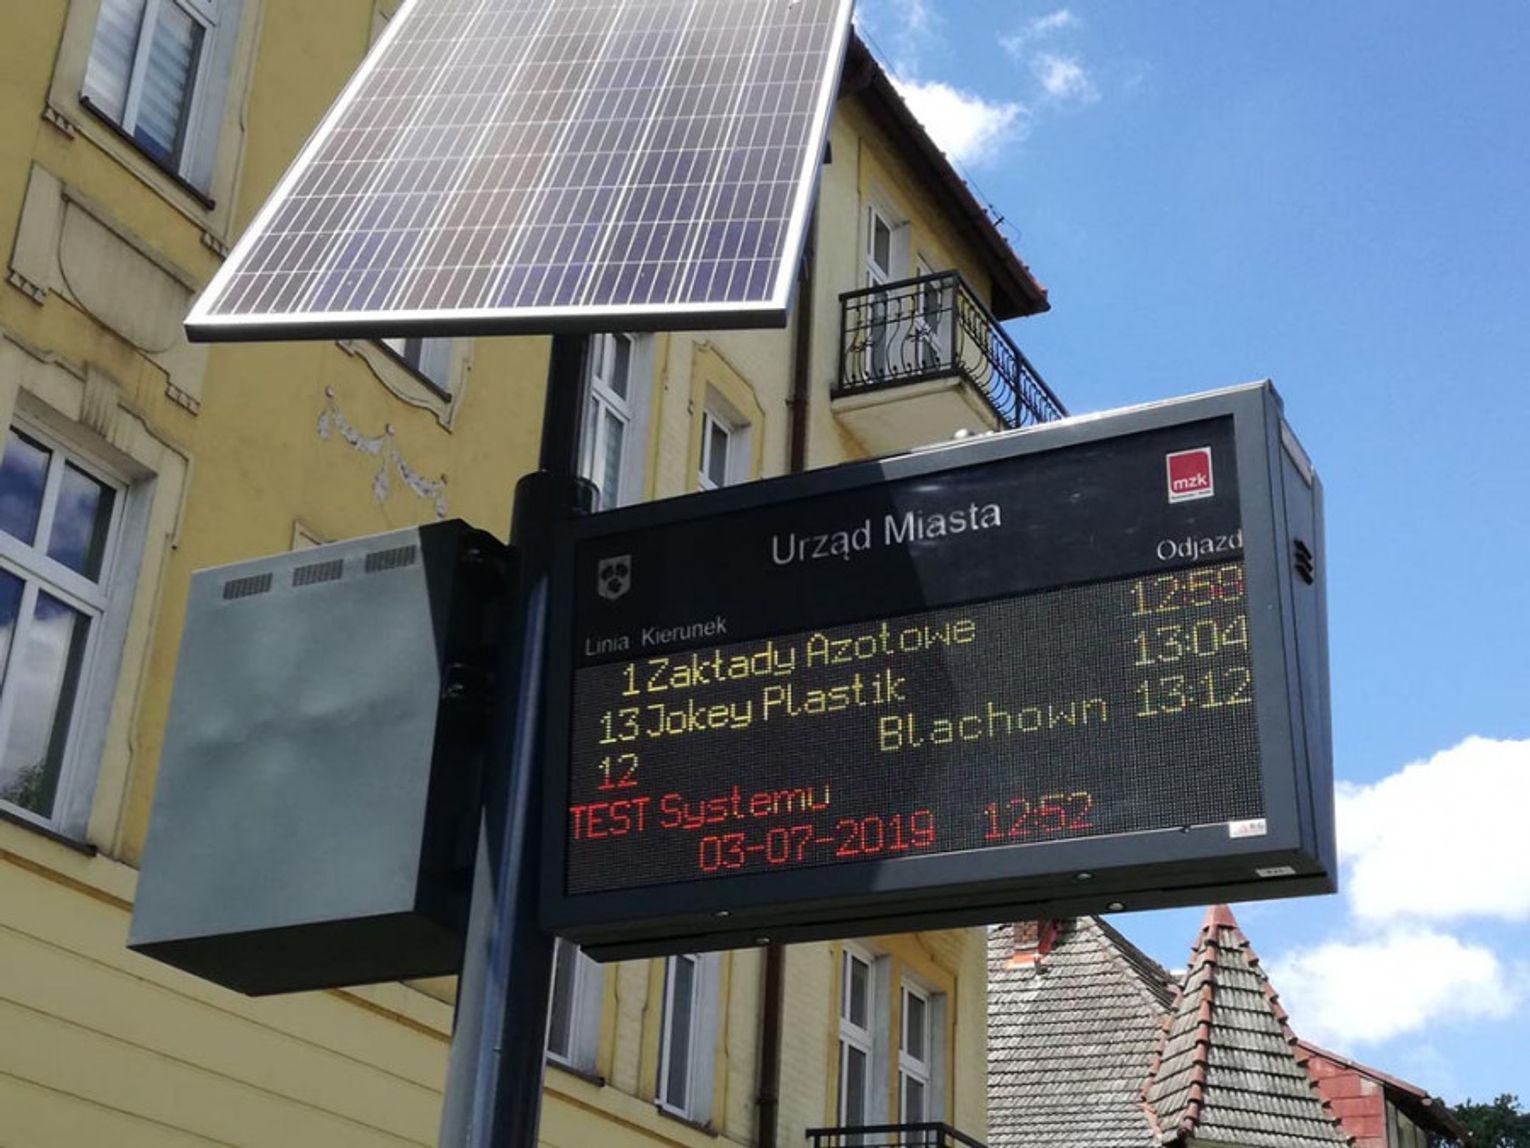 mzk
Urząd Miasta
Odjazd
Linia Kierunek
1 Zakłady Azotowe 12:58
13 Jokey Plastik 13:04
12 Blachown 13:12
TEST Systemu
03-07-2019 12:52